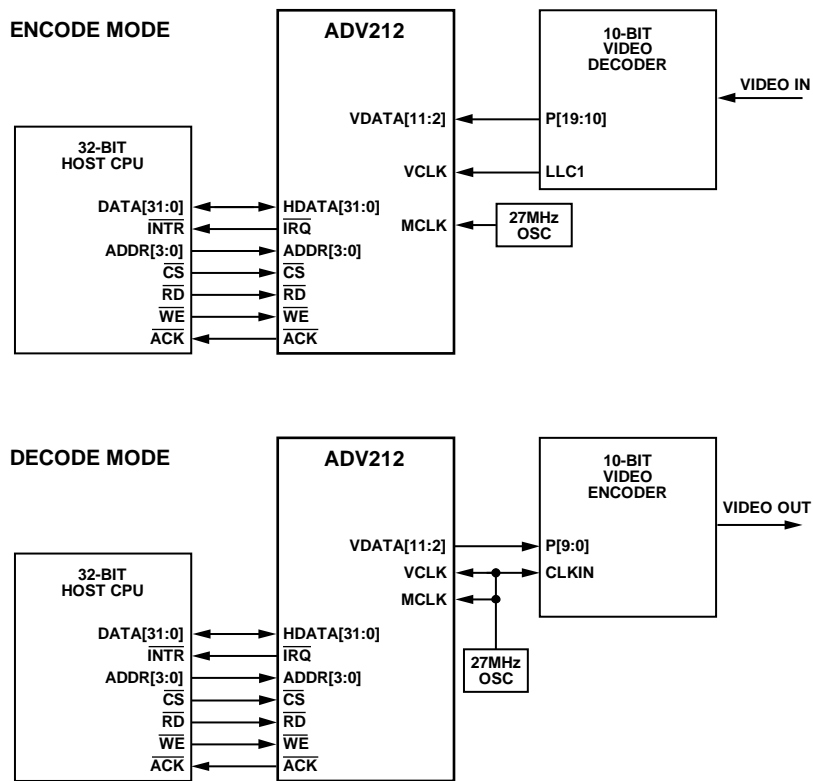 ENCODE MODE
ADV212
10-BIT
VIDEO
DECODER
VIDEO IN
VDATA[11:2]
P[19:10]
32-BIT
HOST CPU
VCLK
LLC1
DATA[31:0]
HDATA[31:0]
MCLK
27MHz
OSC
INTR
IRQ
ADDR[3:0]
ADDR[3:0]
CS
CS
RD
RD
WE
WE
ACK
ACK
DECODE MODE
ADV212
10-BIT
VIDEO
ENCODER
VIDEO OUT
VDATA[11:2]
P[9:0]
32-BIT
HOST CPU
VCLK
CLKIN
MCLK
DATA[31:0]
HDATA[31:0]
INTR
IRQ
27MHz
OSC
ADDR[3:0]
ADDR[3:0]
CS
CS
RD
RD
WE
WE
ACK
ACK